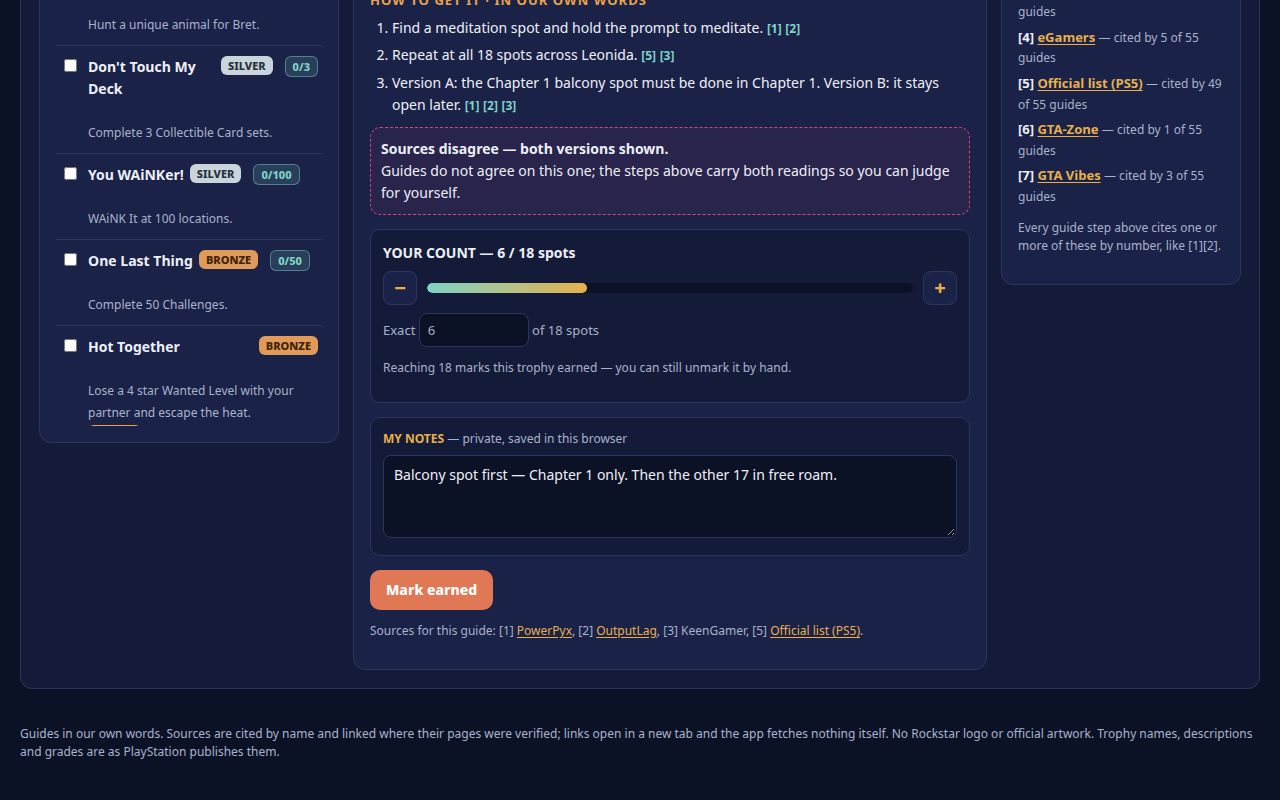 Hunt a unique animal for Bret.
Don't Touch My
Deck
SILVER
0/3
Complete 3 Collectible Card sets.
You WAiNKer!
SILVER
0/100
WAiNK It at 100 locations.
One Last Thing
BRONZE
0/50
Complete 50 Challenges.
Hot Together
BRONZE
Lose a 4 star Wanted Level with your
partner and escape the heat.
HOW TO GET IT · IN OUR OWN WORDS
1. Find a meditation spot and hold the prompt to meditate. [1] [2]
2. Repeat at all 18 spots across Leonida. [5] [3]
3. Version A: the Chapter 1 balcony spot must be done in Chapter 1. Version B: it stays
open later. [1] [2] [3]
Sources disagree — both versions shown.
Guides do not agree on this one; the steps above carry both readings so you can judge
for yourself.
YOUR COUNT — 6 / 18 spots
−
+
Exact 6 of 18 spots
Reaching 18 marks this trophy earned — you can still unmark it by hand.
MY NOTES — private, saved in this browser
Balcony spot first — Chapter 1 only. Then the other 17 in free roam.
Mark earned
Sources for this guide: [1] PowerPyx, [2] OutputLag, [3] KeenGamer, [5] Official list (PS5).
guides
[4] eGamers — cited by 5 of 55
guides
[5] Official list (PS5) — cited by 49
of 55 guides
[6] GTA-Zone — cited by 1 of 55
guides
[7] GTA Vibes — cited by 3 of 55
guides
Every guide step above cites one or
more of these by number, like [1][2].
Guides in our own words. Sources are cited by name and linked where their pages were verified; links open in a new tab and the app fetches nothing itself. No Rockstar logo or official artwork. Trophy names, descriptions
and grades are as PlayStation publishes them.